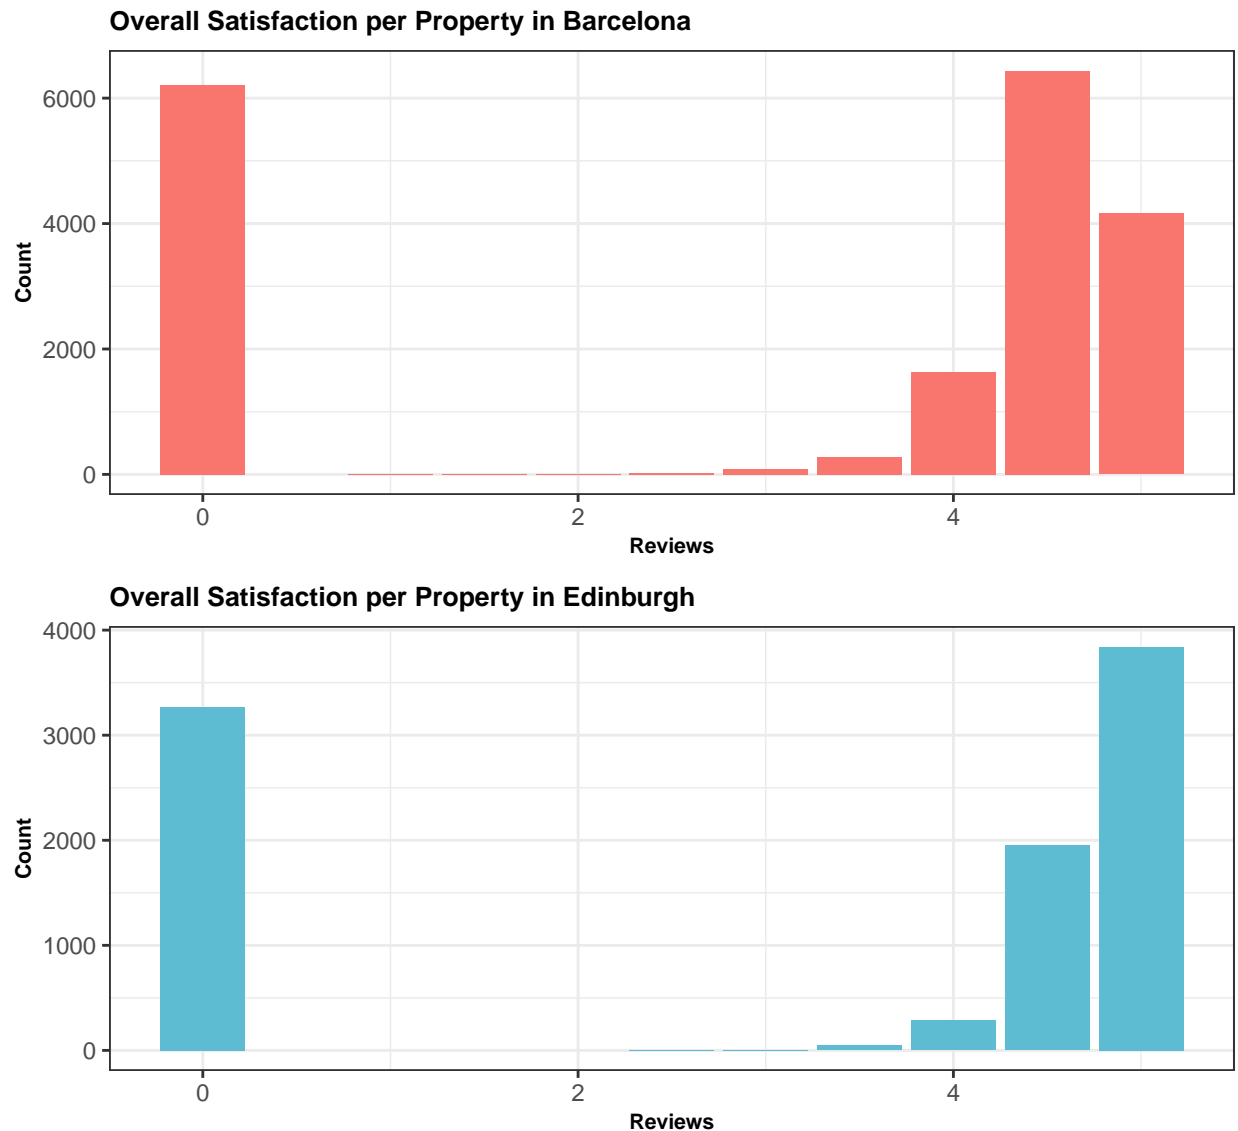 Overall Satisfaction per Property in Barcelona
6000
4000
2000
0
Count
0 2 4
Reviews
Overall Satisfaction per Property in Edinburgh
4000
3000
2000
1000
0
Count
0 2 4
Reviews